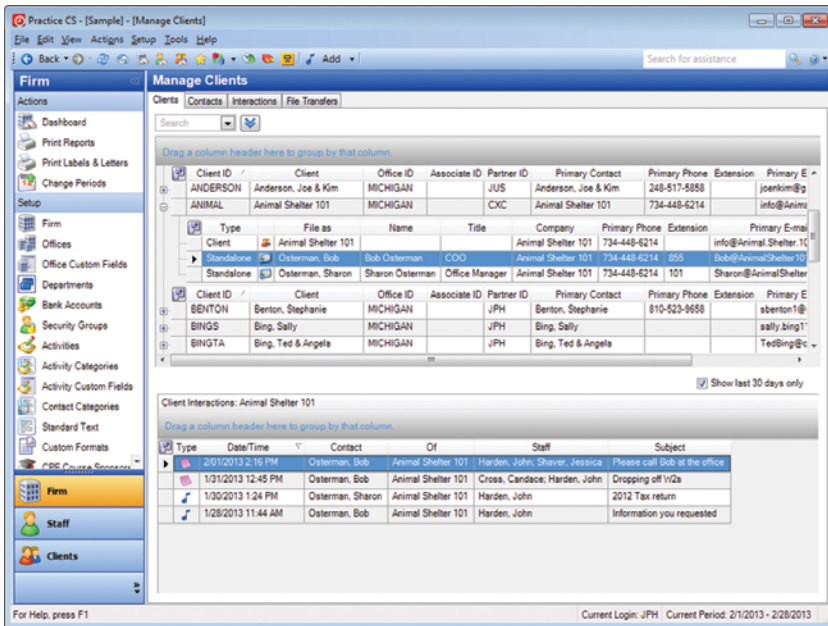 Practice CS - [Sample] - [Manage Clients]
File Edit View Actions Setup Tools Help
Back Add Search for assistance
Firm
Manage Clients
Actions
Clients Contacts Interactions File Transfers
Dashboard
Search
Print Reports
Print Labels & Letters
Drag a column header here to group by that column.
Change Periods
Client ID Client Office ID Associate ID Partner ID Primary Contact Primary Phone Extension Primary E
ANDERSON Anderson, Joe & Kim MICHIGAN JUS Anderson, Joe & Kim 248-517-5858 joenkim@g
Setup
ANIMAL Animal Shelter 101 MICHIGAN CXC Animal Shelter 101 734-448-6214 info@Anima
Firm
Type File as Name Title Company Primary Phone Extension Primary E-mai
Offices
Client Animal Shelter 101 Animal Shelter 101 734-448-6214 info@Animal.Shelter.10
Office Custom Fields
Standalone Osterman, Bob Bob Osterman COO Animal Shelter 101 734-448-6214 855 Bob@AnimalShelter10
Departments
Standalone Osterman, Sharon Sharon Osterman Office Manager Animal Shelter 101 734-448-6214 101 Sharon@AnimalShelter
Bank Accounts
Client ID Client Office ID Associate ID Partner ID Primary Contact Primary Phone Extension Primary E
BENTON Benton, Stephanie MICHIGAN JPH Benton, Stephanie 810-523-9658 sbenton1@
Security Groups
BINGS Bing, Sally MICHIGAN JPH Bing, Sally sally.bing1
Activities
BINGTA Bing, Ted & Angela MICHIGAN JPH Bing, Ted & Angela TedBing@c
Activity Categories
Activity Custom Fields
Show last 30 days only
Contact Categories
Client Interactions: Animal Shelter 101
Standard Text
Drag a column header here to group by that column.
Custom Formats
Type Date/Time Contact Of Staff Subject
CPE Course Sponsors
2/01/2013 2:16 PM Osterman, Bob Animal Shelter 101 Harden, John; Shaver, Jessica Please call Bob at the office
1/31/2013 12:45 PM Osterman, Bob Animal Shelter 101 Cross, Candace; Harden, John Dropping off W2s
Firm
1/30/2013 1:24 PM Osterman, Sharon Animal Shelter 101 Harden, John 2012 Tax return
1/28/2013 11:44 AM Osterman, Bob Animal Shelter 101 Harden, John Information you requested
Staff
Clients
For Help, press F1 Current Login: JPH Current Period: 2/1/2013 - 2/28/2013